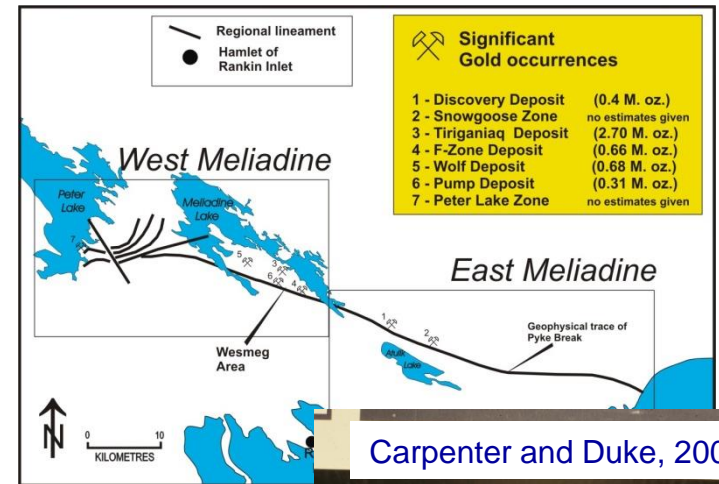 Regional lineament
Hamlet of
Rankin Inlet
Significant
Gold occurrences
1 - Discovery Deposit (0.4 M. oz.)
2 - Snowgoose Zone no estimates given
3 - Tiriganiaq Deposit (2.70 M. oz.)
4 - F-Zone Deposit (0.66 M. oz.)
5 - Wolf Deposit (0.68 M. oz.)
6 - Pump Deposit (0.31 M. oz.)
7 - Peter Lake Zone no estimates given
West Meliadine
Peter
Lake
Meliadine
Lake
7
5
3
6
4
East Meliadine
1
2
Geophysical trace of
Pyke Break
Wesmeg
Area
Lake
N
0 10
KILOMETRES
Carpenter and Duke, 200